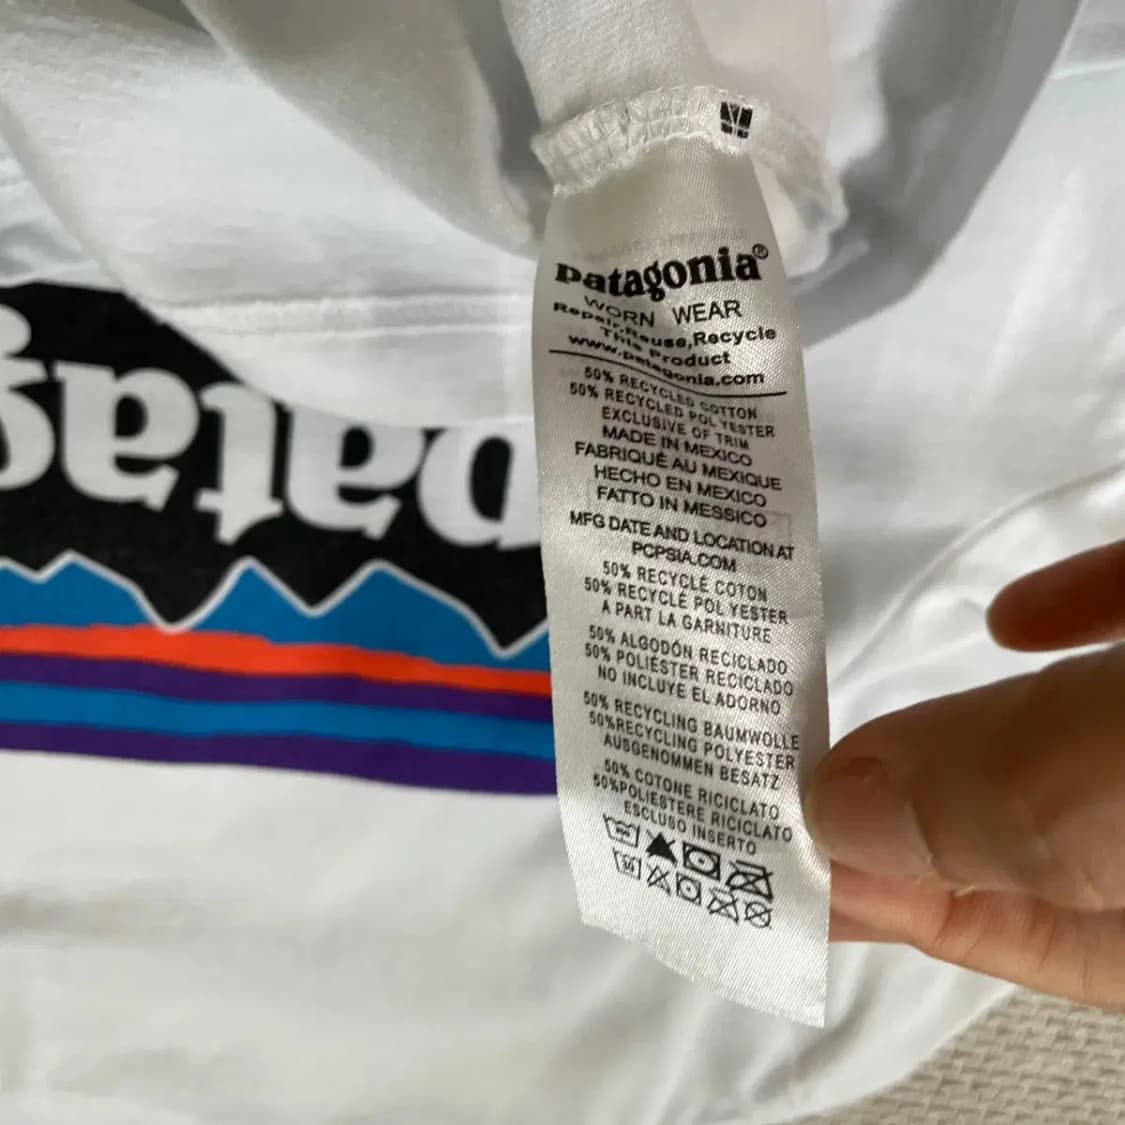 patagonia®
WORN WEAR
Repair,Reuse,Recycle
This Product
www.patagonia.com
50% RECYCLED COTTON
50% RECYCLED POLYESTER
EXCLUSIVE OF TRIM
MADE IN MEXICO
FABRIQUÉ AU MEXIQUE
HECHO EN MEXICO
FATTO IN MESSICO
MFG DATE AND LOCATION AT
PCPSIA.COM
50% RECYCLÉ COTON
50% RECYCLÉ POLYESTER
A PART LA GARNITURE
50% ALGODÓN RECICLADO
50% POLIÉSTER RECICLADO
NO INCLUYE EL ADORNO
50% RECYCLING BAUMWOLLE
50%RECYCLING POLYESTER
AUSGENOMMEN BESATZ
50% COTONE RICICLATO
50%POLIESTERE RICICLATO
ESCLUSO INSERTO
patag